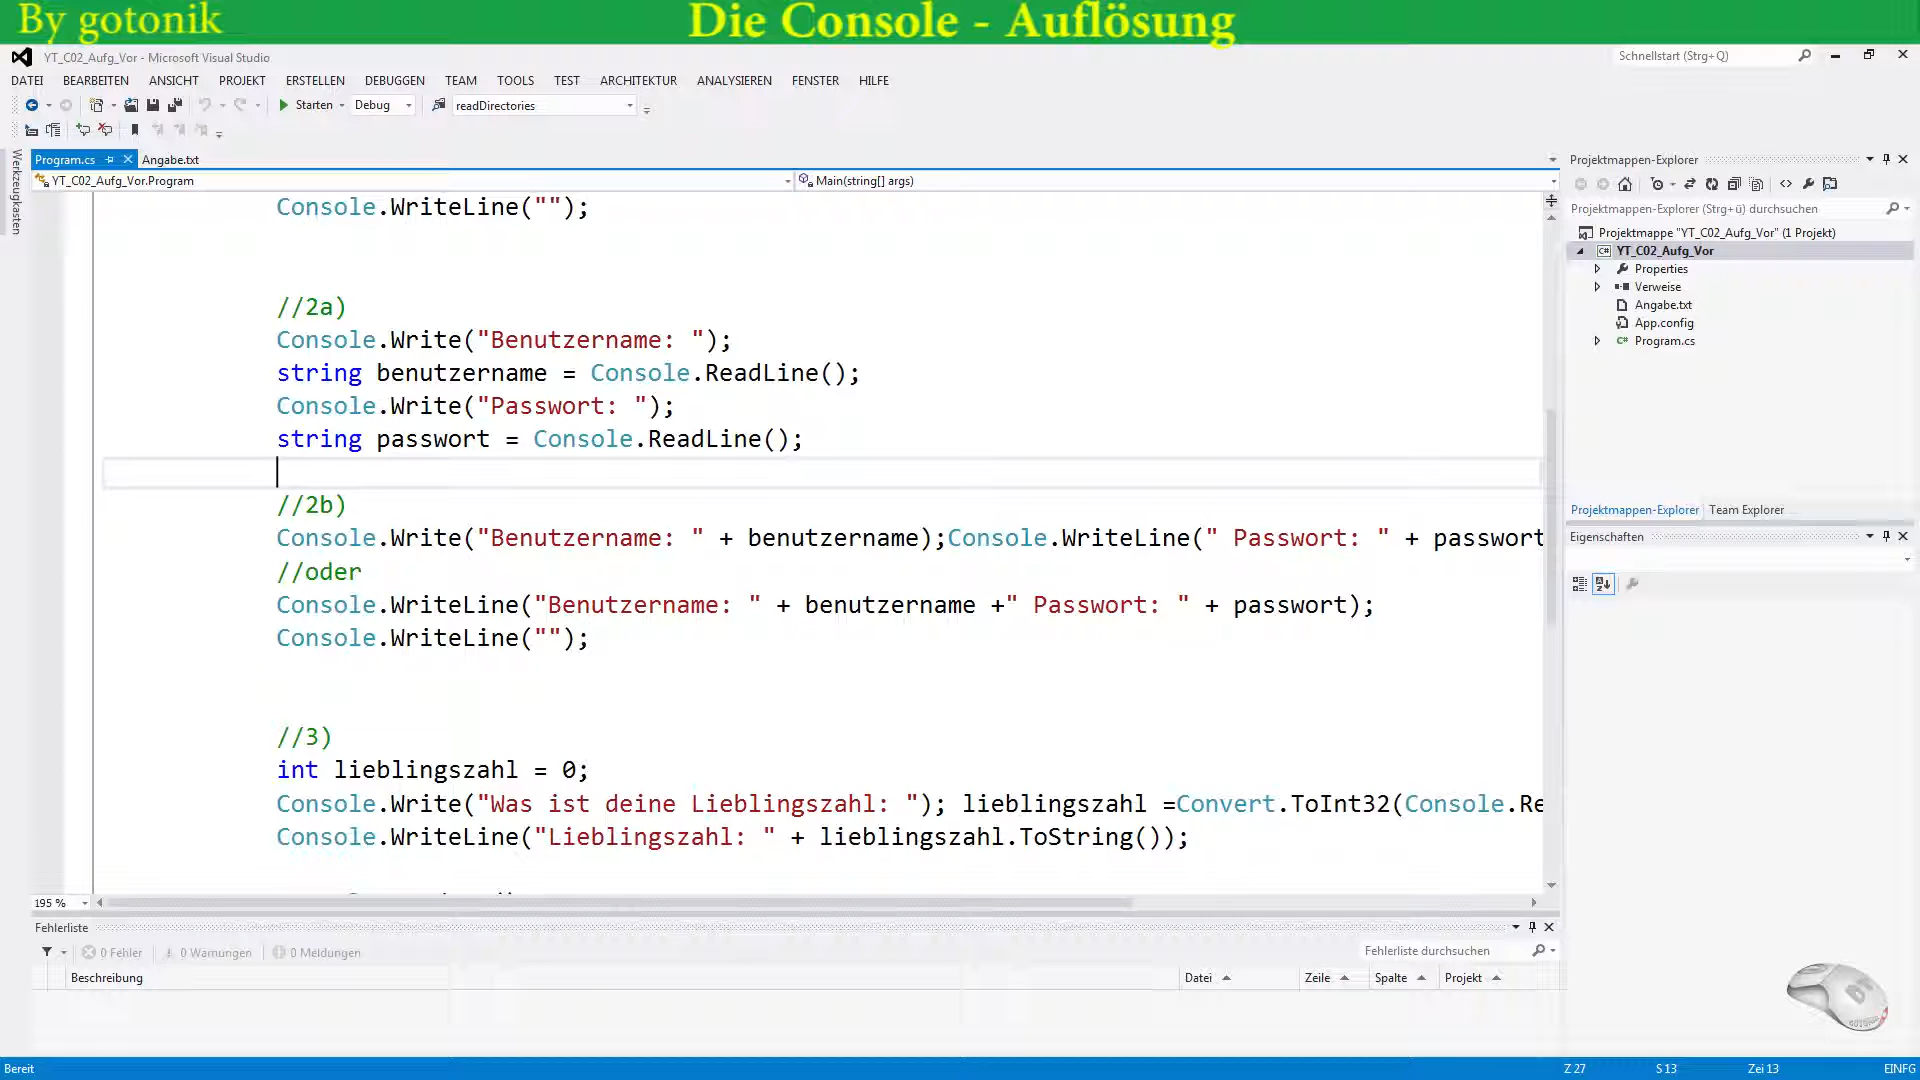 By gotonik
Die Console - Auflösung
YT_C02_Aufg_Vor - Microsoft Visual Studio
Schnellstart (Strg+Q)
DATEI BEARBEITEN ANSICHT PROJEKT ERSTELLEN DEBUGGEN TEAM TOOLS TEST ARCHITEKTUR ANALYSIEREN FENSTER HILFE
Starten Debug readDirectories
Werkzeugkasten
Program.cs Angabe.txt
YT_C02_Aufg_Vor.Program Main(string[] args)
Console.WriteLine("");
//2a)
Console.Write("Benutzername: ");
string benutzername = Console.ReadLine();
Console.Write("Passwort: ");
string passwort = Console.ReadLine();
//2b)
Console.Write("Benutzername: " + benutzername);Console.WriteLine(" Passwort: " + passwort
//oder
Console.WriteLine("Benutzername: " + benutzername +" Passwort: " + passwort);
Console.WriteLine("");
//3)
int lieblingszahl = 0;
Console.Write("Was ist deine Lieblingszahl: "); lieblingszahl =Convert.ToInt32(Console.Re
Console.WriteLine("Lieblingszahl: " + lieblingszahl.ToString());
195 %
Projektmappen-Explorer
Projektmappen-Explorer (Strg+ü) durchsuchen
Projektmappe "YT_C02_Aufg_Vor" (1 Projekt)
YT_C02_Aufg_Vor
Properties
Verweise
Angabe.txt
App.config
Program.cs
Projektmappen-Explorer Team Explorer
Eigenschaften
Fehlerliste
0 Fehler 0 Warnungen 0 Meldungen
Fehlerliste durchsuchen
Beschreibung Datei Zeile Spalte Projekt
Bereit Z 27 S 13 Zei 13 EINFG